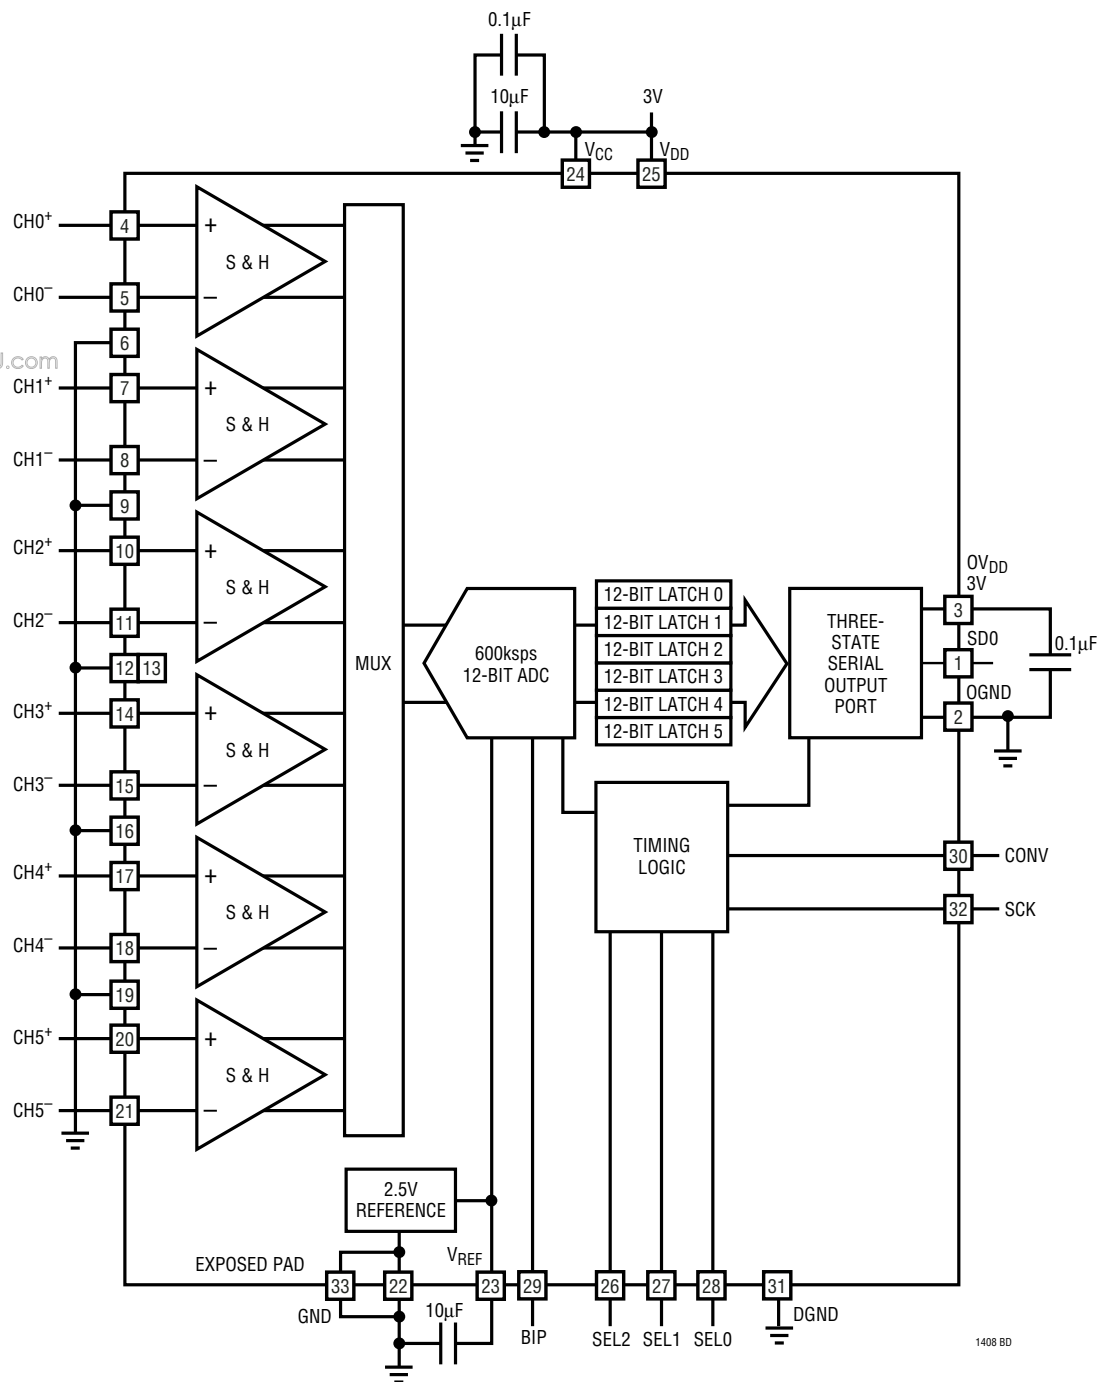 0.1µF
10µF
3V
VCC
VDD
24
25
CH0+
4
+
S & H
CH0–
5
–
6
J.com
CH1+
7
+
S & H
CH1–
8
–
9
CH2+
10
+
S & H
CH2–
11
–
12
13
CH3+
14
+
S & H
CH3–
15
–
16
CH4+
17
+
S & H
CH4–
18
–
19
CH5+
20
+
S & H
CH5–
21
–
MUX
600ksps
12-BIT ADC
12-BIT LATCH 0
12-BIT LATCH 1
12-BIT LATCH 2
12-BIT LATCH 3
12-BIT LATCH 4
12-BIT LATCH 5
THREE-
STATE
SERIAL
OUTPUT
PORT
OVDD
3V
3
SD0
1
0.1µF
OGND
2
TIMING
LOGIC
30
CONV
32
SCK
2.5V
REFERENCE
EXPOSED PAD
VREF
33
22
23
29
26
27
28
31
GND
10µF
BIP
SEL2
SEL1
SEL0
DGND
1408 BD